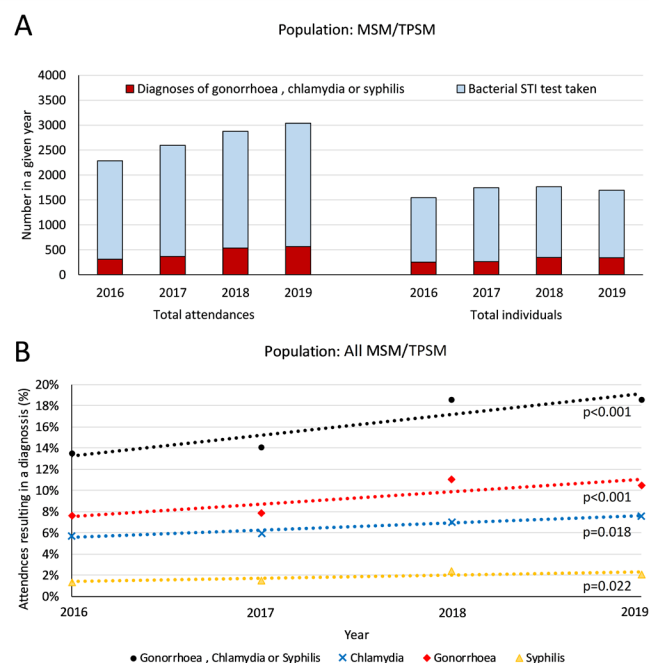 A
Population: MSM/TPSM
Number in a given year
4000
3500
3000
2500
2000
1500
1000
500
0
Diagnoses of gonorrhoea , chlamydia or syphilis
Bacterial STI test taken
2016 2017 2018 2019 2016 2017 2018 2019
Total attendances Total individuals
B
Population: All MSM/TPSM
Attendnces resulting in a diagnosis (%)
20%
18%
16%
14%
12%
10%
8%
6%
4%
2%
0%
p<0.001
p<0.001
p=0.018
p=0.022
2016 2017 2018 2019
Year
Gonorrhoea , Chlamydia or Syphilis Chlamydia Gonorrhoea Syphilis